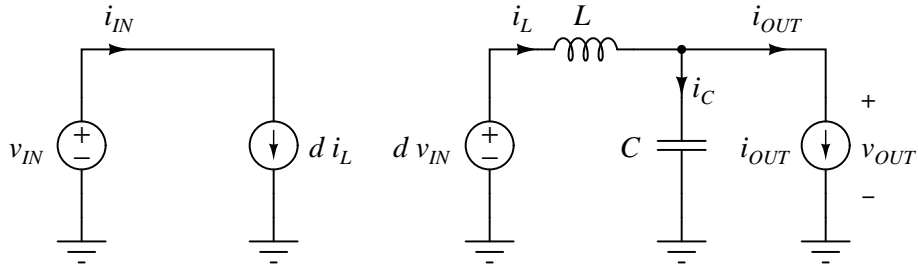 i_IN
i_L L i_OUT
i_C
v_IN + − d i_L d v_IN + − C i_OUT + v_OUT −